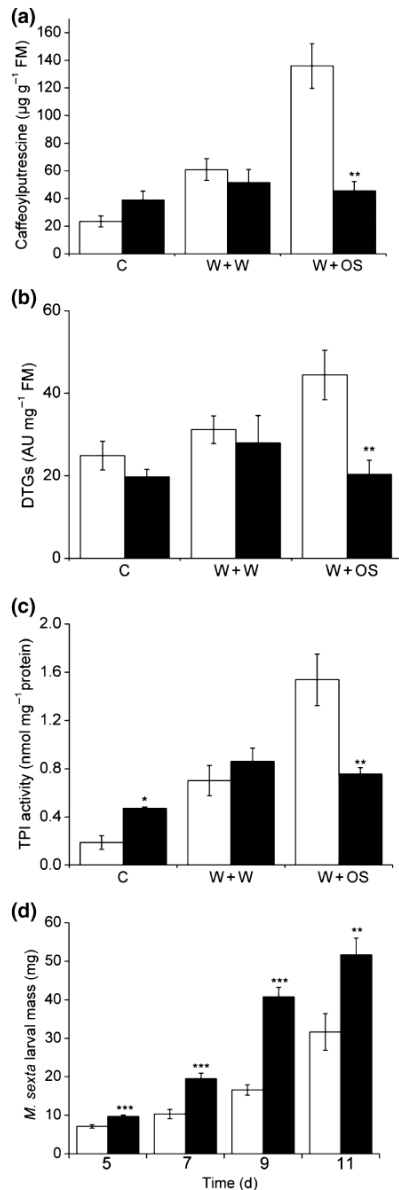 (a)
Caffeoylputrescine (µg g⁻¹ FM)
160
140
120
100
80
60
40
20
0
**
C W + W W + OS
(b)
DTGs (AU mg⁻¹ FM)
60
40
20
0
**
C W + W W + OS
(c)
TPI activity (nmol mg⁻¹ protein)
2.0
1.6
1.2
0.8
0.4
0.0
* **
C W + W W + OS
(d)
M. sexta larval mass (mg)
60
50
40
30
20
10
0
*** *** *** **
5 7 9 11
Time (d)